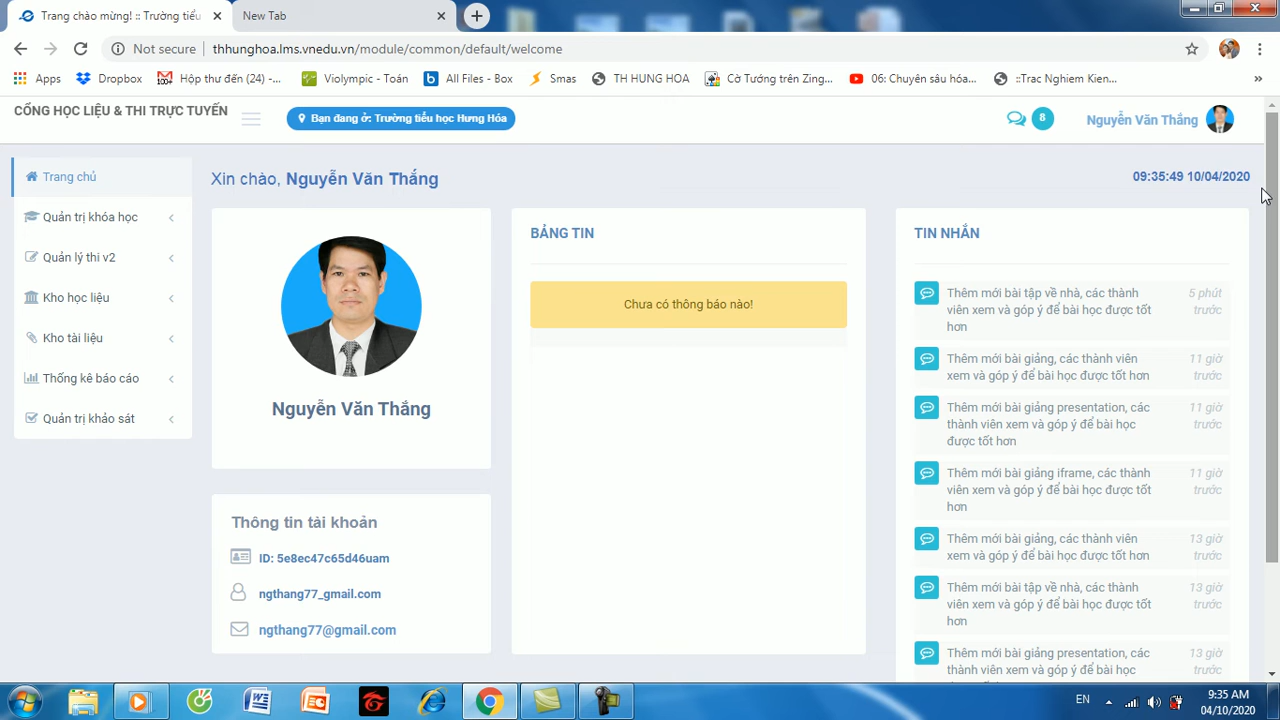 Trang chào mừng! :: Trường tiểu
New Tab
Not secure
thhunghoa.lms.vnedu.vn/module/common/default/welcome
Apps
Dropbox
Hộp thư đến (24) -...
Violympic - Toán
All Files - Box
Smas
TH HUNG HOA
Cờ Tướng trên Zing...
06: Chuyên sâu hóa...
::Trac Nghiem Kien...
»
CỔNG HỌC LIỆU & THI TRỰC TUYẾN
Bạn đang ở: Trường tiểu học Hưng Hóa
8
Nguyễn Văn Thắng
Trang chủ
Quản trị khóa học
Quản lý thi v2
Kho học liệu
Kho tài liệu
Thống kê báo cáo
Quản trị khảo sát
Xin chào, Nguyễn Văn Thắng
09:35:49 10/04/2020
Nguyễn Văn Thắng
Thông tin tài khoản
ID: 5e8ec47c65d46uam
ngthang77_gmail.com
ngthang77@gmail.com
BẢNG TIN
Chưa có thông báo nào!
TIN NHẮN
Thêm mới bài tập về nhà, các thành
viên xem và góp ý để bài học được tốt
hơn
5 phút
trước
Thêm mới bài giảng, các thành viên
xem và góp ý để bài học được tốt hơn
11 giờ
trước
Thêm mới bài giảng presentation, các
thành viên xem và góp ý để bài học
được tốt hơn
11 giờ
trước
Thêm mới bài giảng iframe, các thành
viên xem và góp ý để bài học được tốt
hơn
11 giờ
trước
Thêm mới bài giảng, các thành viên
xem và góp ý để bài học được tốt hơn
13 giờ
trước
Thêm mới bài tập về nhà, các thành
viên xem và góp ý để bài học được tốt
hơn
13 giờ
trước
Thêm mới bài giảng presentation, các
thành viên xem và góp ý để bài học
13 giờ
trước
EN
9:35 AM
04/10/2020